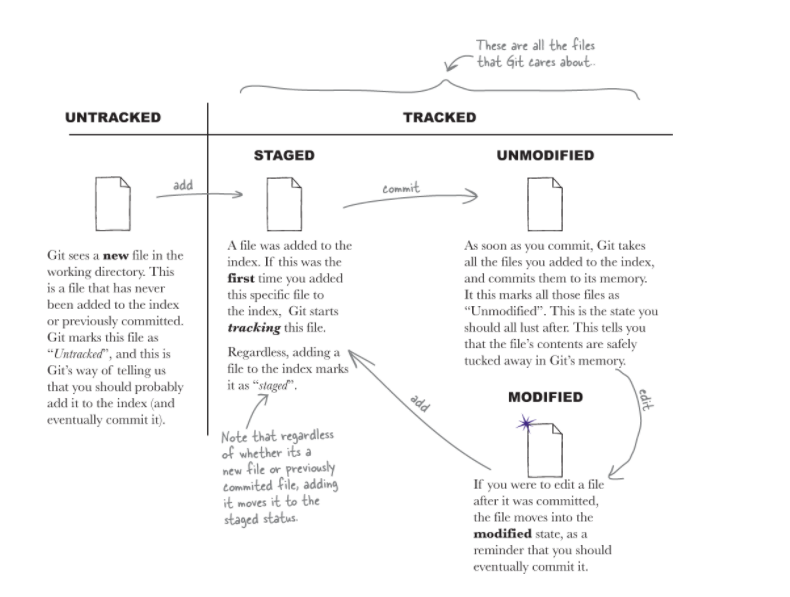 These are all the files
that Git cares about..
UNTRACKED
TRACKED
STAGED
UNMODIFIED
add
commit
Git sees a new file in the
working directory. This
is a file that has never
been added to the index
or previously committed.
Git marks this file as
“Untracked”, and this is
Git’s way of telling us
that you should probably
add it to the index (and
eventually commit it).
A file was added to the
index. If this was the
first time you added
this specific file to
the index, Git starts
tracking this file.
Regardless, adding a
file to the index marks
it as “staged”.
Note that regardless
of whether its a
new file or previously
commited file, adding
it moves it to the
staged status.
As soon as you commit, Git takes
all the files you added to the index,
and commits them to its memory.
It this marks all those files as
“Unmodified”. This is the state you
should all lust after. This tells you
that the file’s contents are safely
tucked away in Git’s memory.
add
edit
MODIFIED
If you were to edit a file
after it was committed,
the file moves into the
modified state, as a
reminder that you should
eventually commit it.